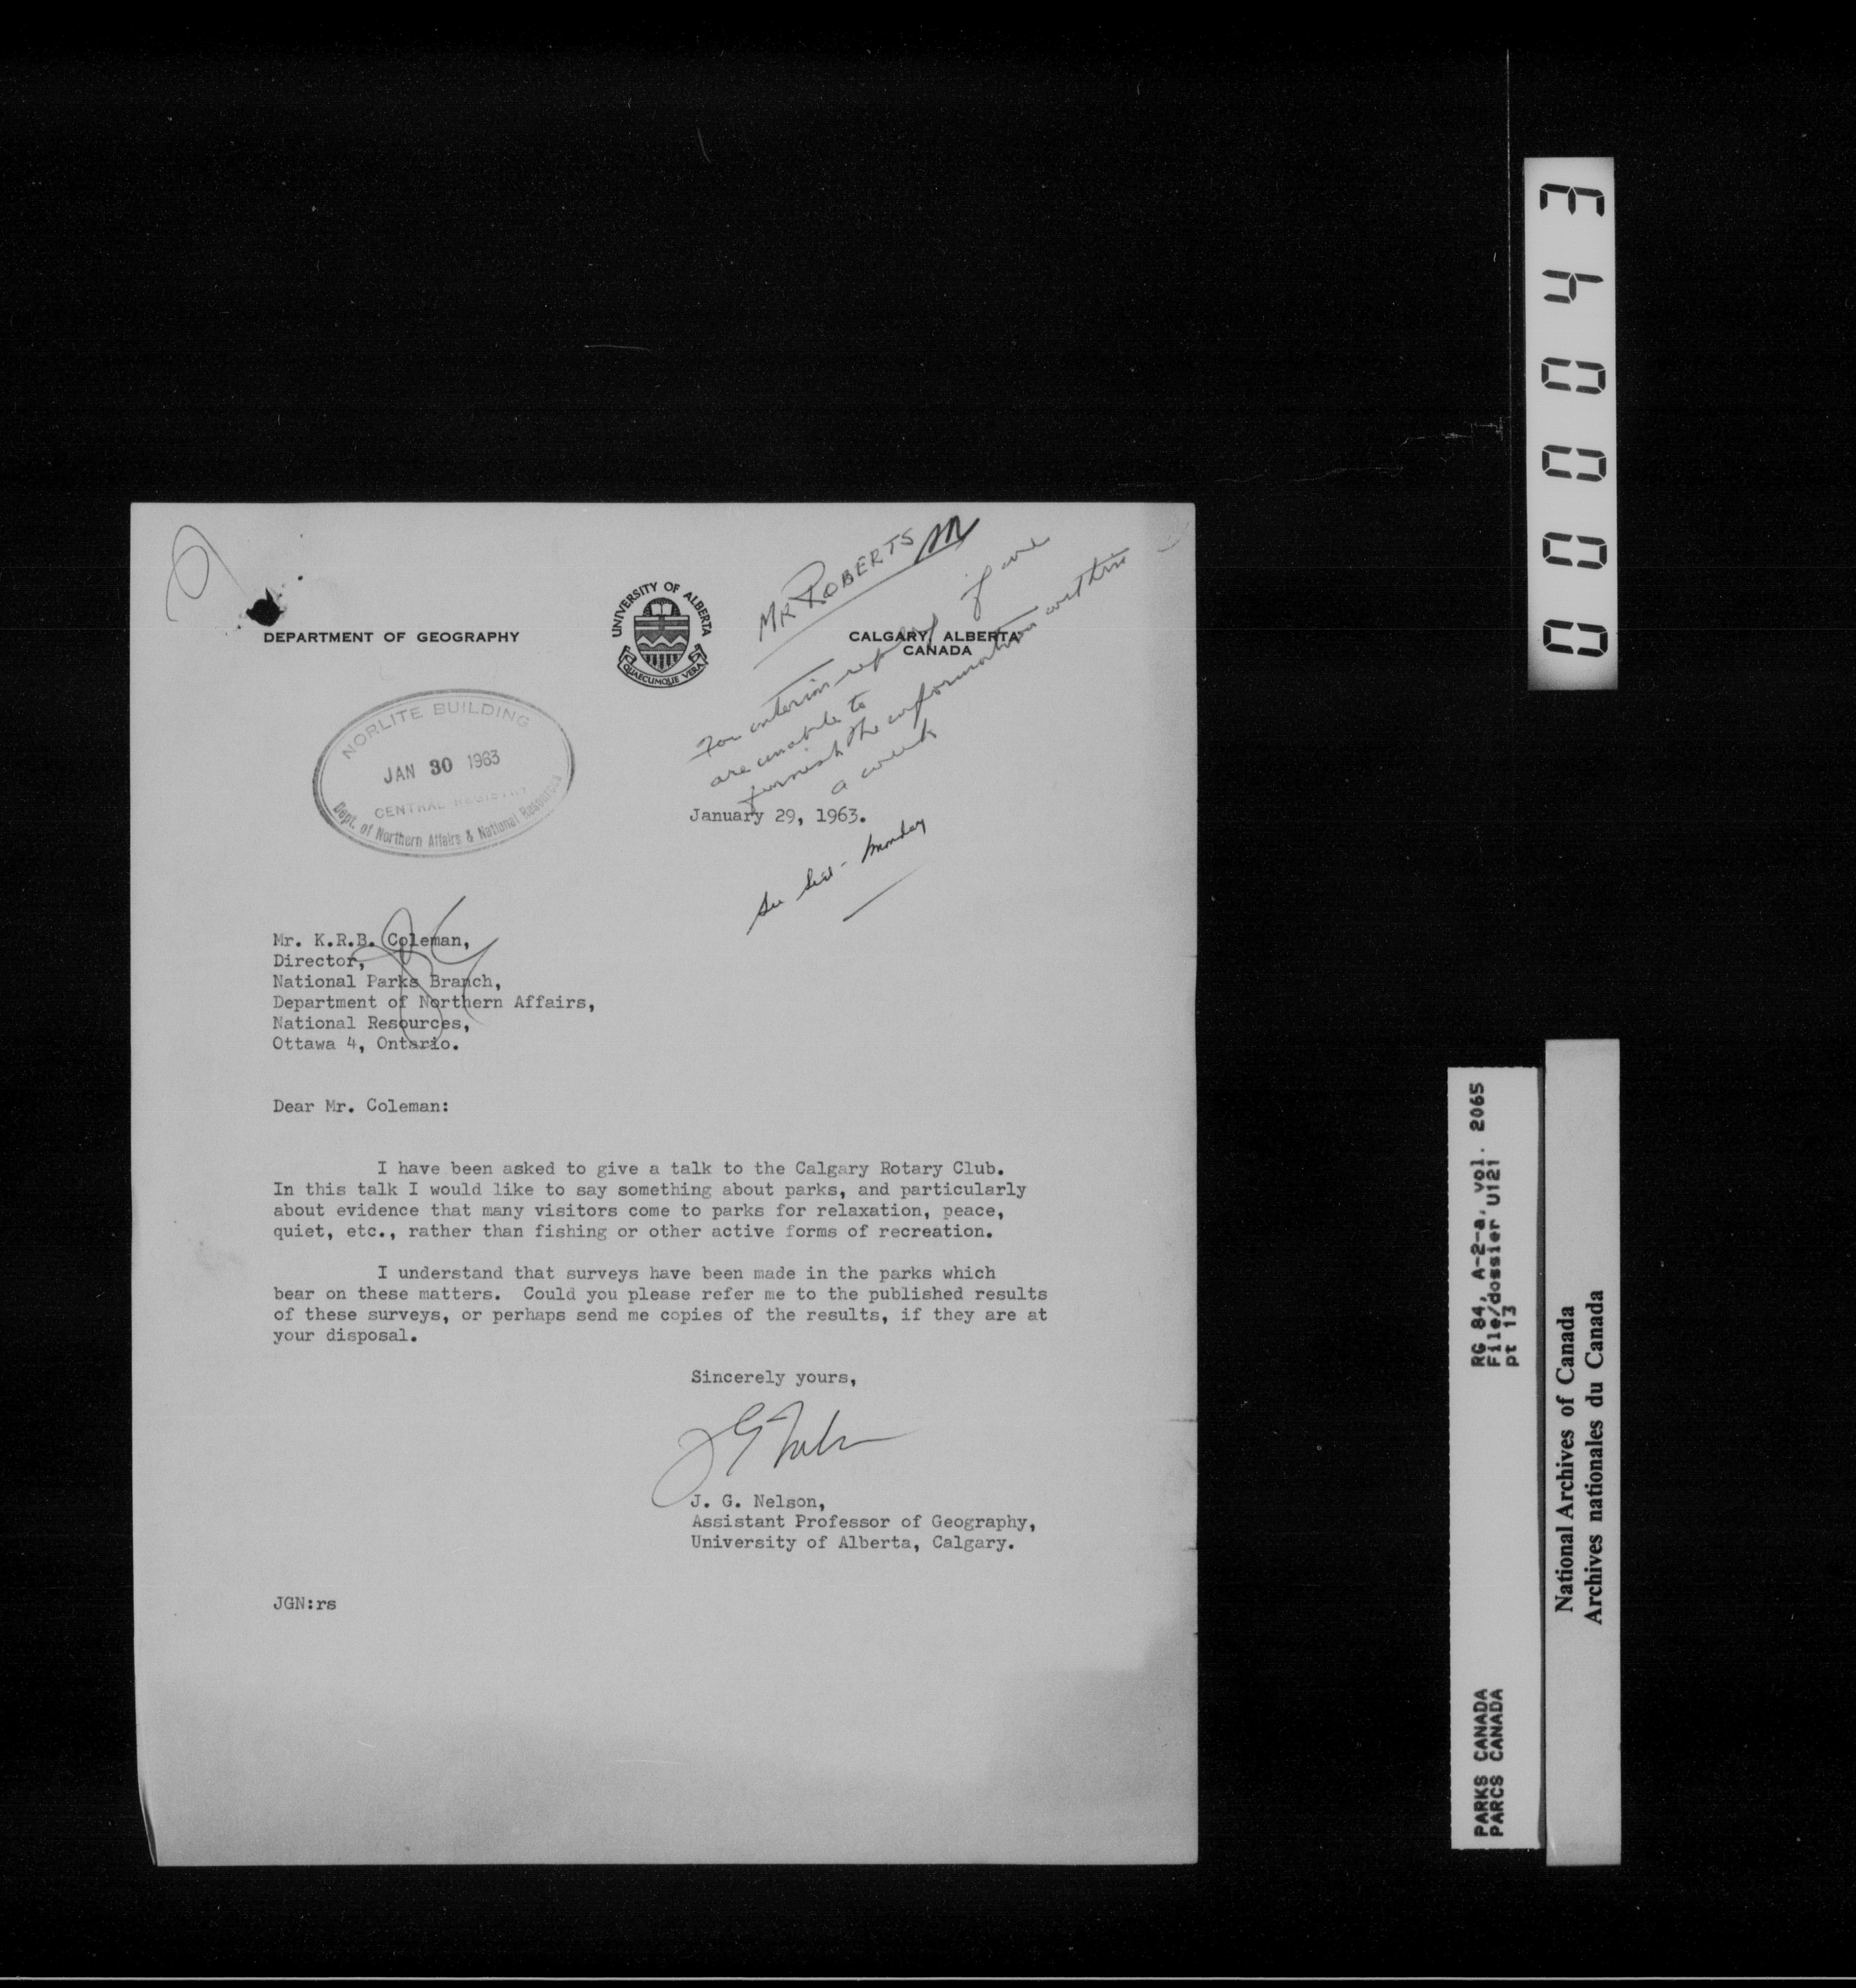 MR ROBERTS
DEPARTMENT OF GEOGRAPHY
UNIVERSITY OF ALBERTA
QUAECUMQUE VERA
CALGARY, ALBERTA
CANADA
For interim reply if we
are unable to
furnish the information within
a week
NORLITE BUILDING
JAN 30 1963
CENTRAL REGISTRY
Dept. of Northern Affairs & National Resources
January 29, 1963.
Monday
Mr. K.R.B. Coleman,
Director,
National Parks Branch,
Department of Northern Affairs,
National Resources,
Ottawa 4, Ontario.
Dear Mr. Coleman:
I have been asked to give a talk to the Calgary Rotary Club.
In this talk I would like to say something about parks, and particularly
about evidence that many visitors come to parks for relaxation, peace,
quiet, etc., rather than fishing or other active forms of recreation.
I understand that surveys have been made in the parks which
bear on these matters. Could you please refer me to the published results
of these surveys, or perhaps send me copies of the results, if they are at
your disposal.
Sincerely yours,
J. G. Nelson,
Assistant Professor of Geography,
University of Alberta, Calgary.
JGN:rs
000043
PARKS CANADA
PARCS CANADA
RG 84, A-2-a, vol. 2065
File/dossier U121
pt 13
National Archives of Canada
Archives nationales du Canada